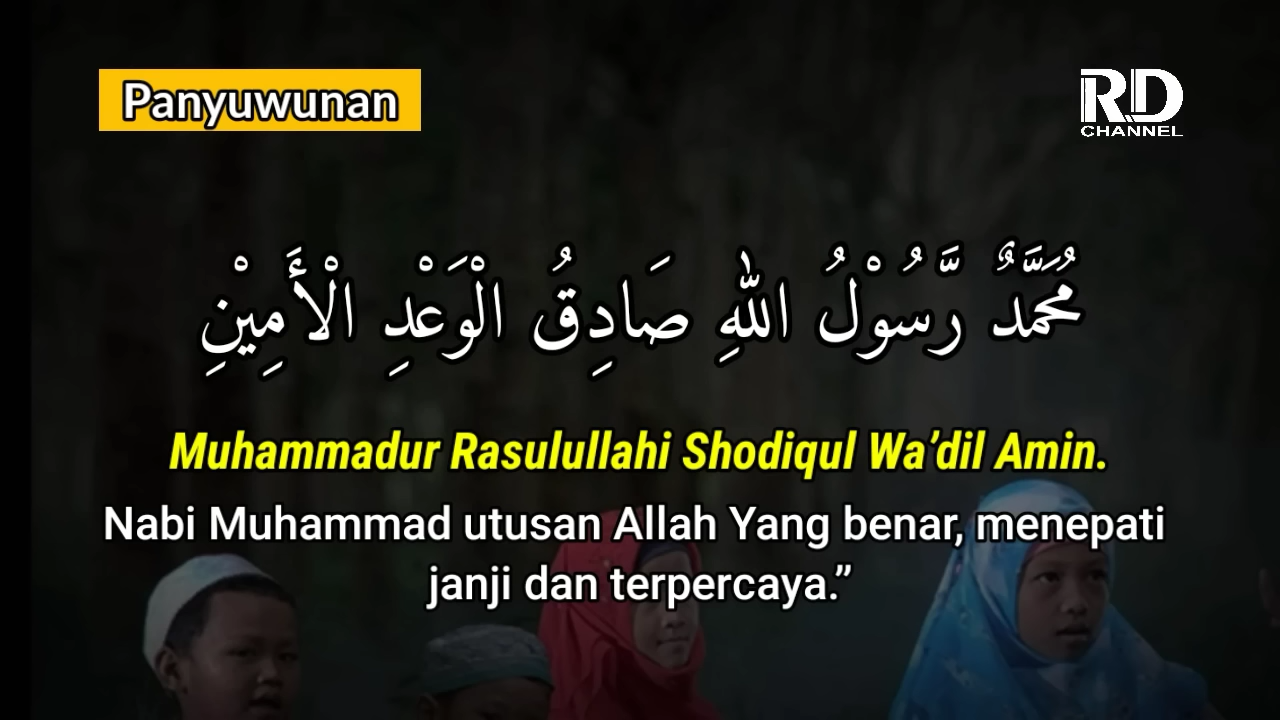 Panyuwunan
RD
CHANNEL
مُحَمَّدٌ رَّسُوْلُ اللهِ صَادِقُ الْوَعْدِ الْأَمِيْنِ
Muhammadur Rasulullahi Shodiqul Wa’dil Amin.
Nabi Muhammad utusan Allah Yang benar, menepati
janji dan terpercaya.”